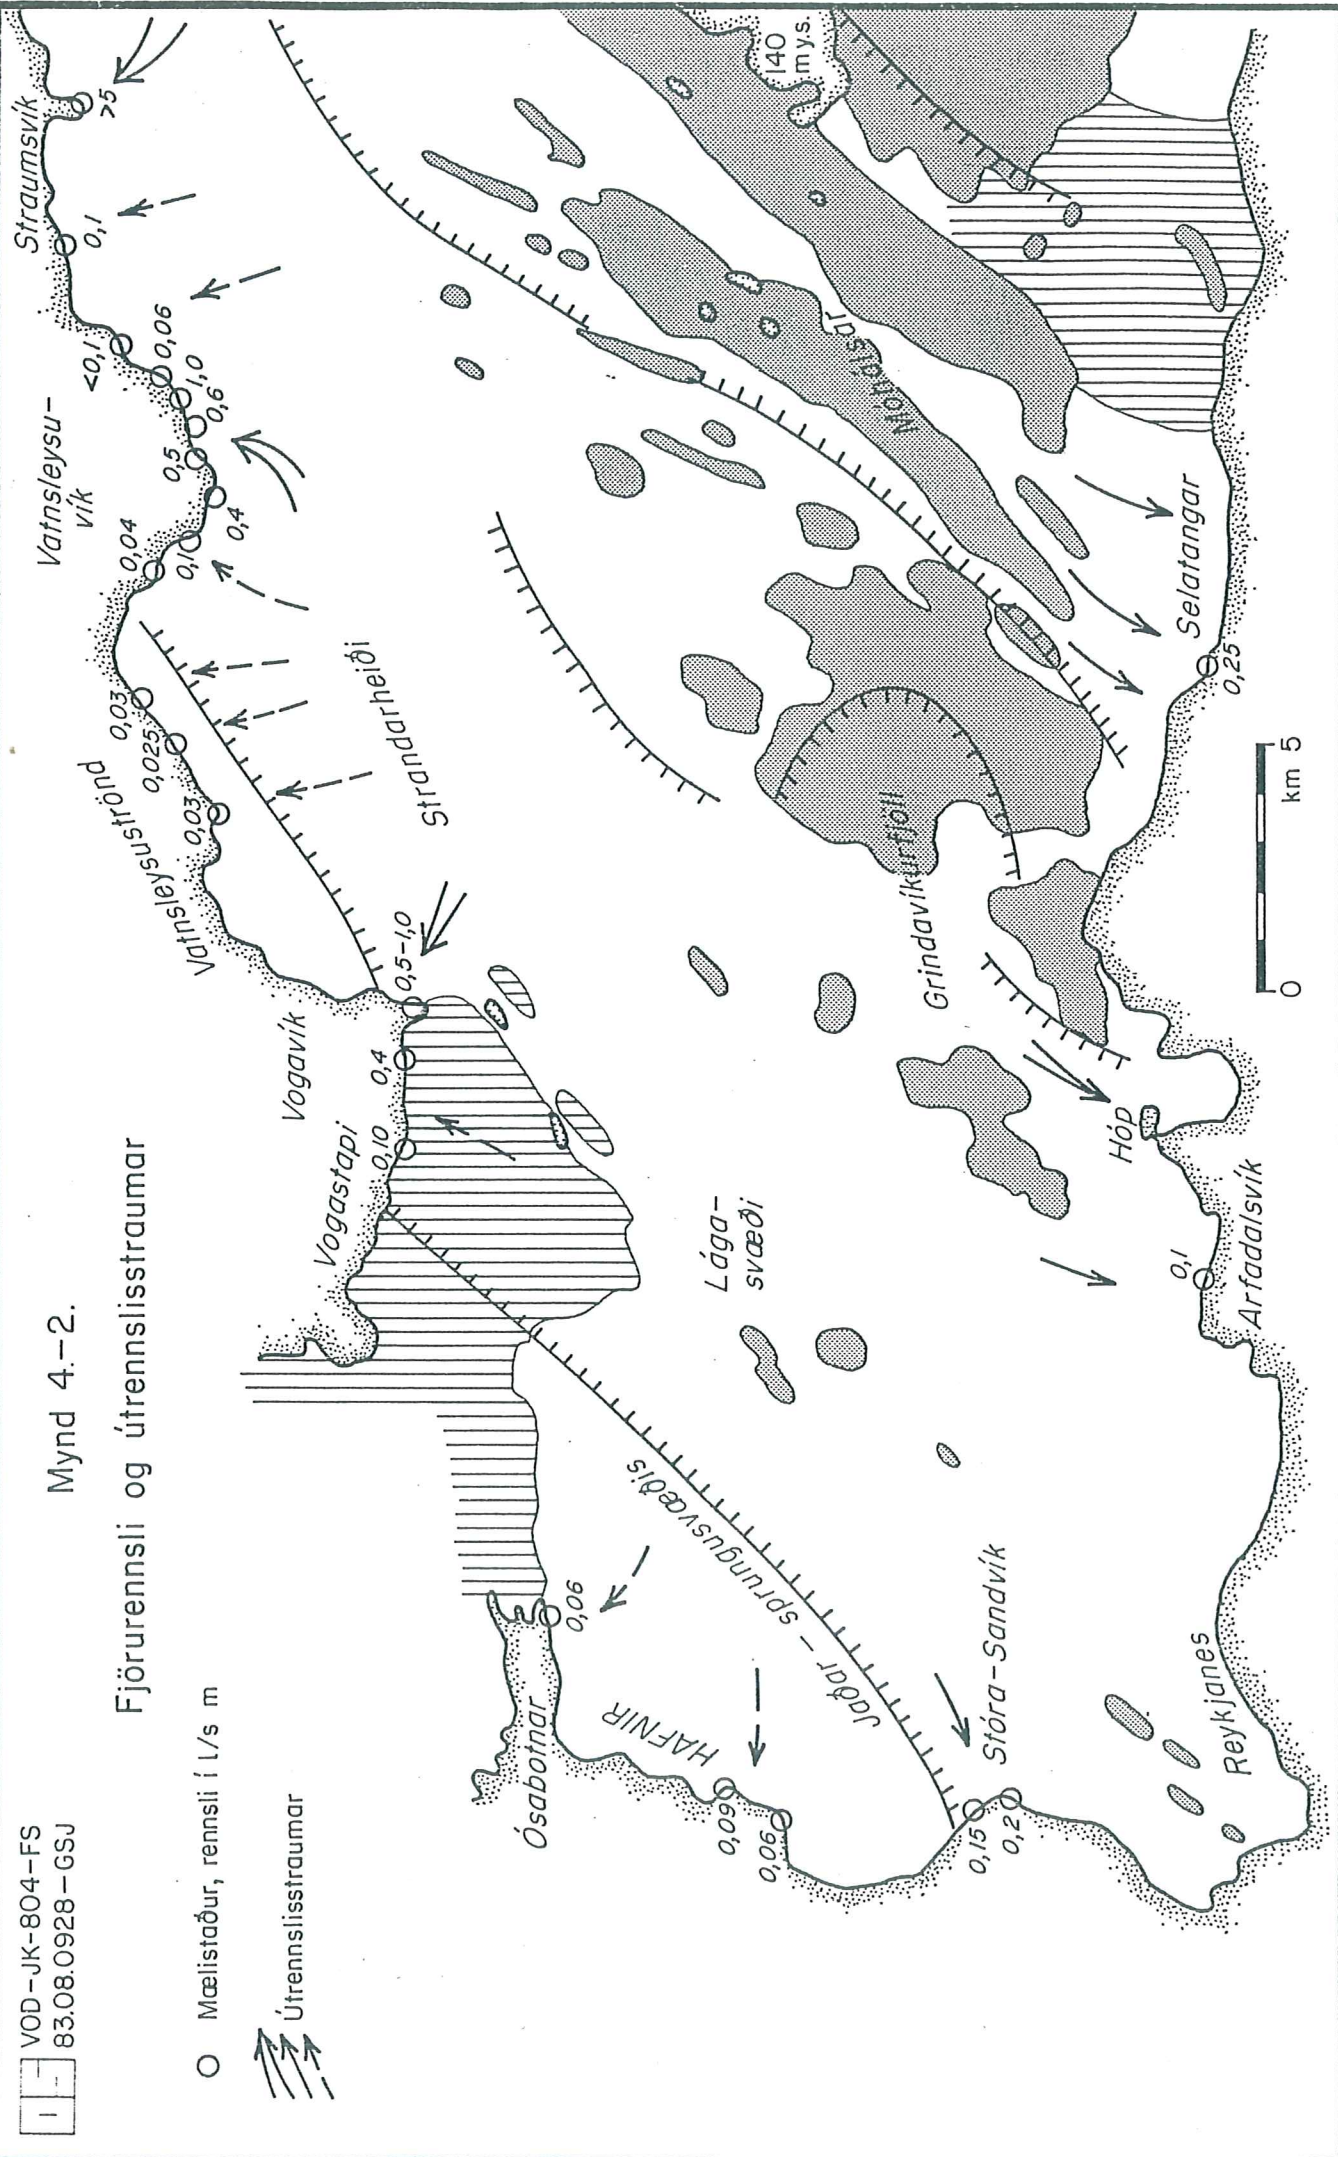 VOD-JK-804-FS
83.08.0928-GSJ
Mynd 4.-2.
Fjörurennsli og útrennslisstraumar
Mælistaður, rennsli í l/s m
Útrennslisstraumar
Straumsvík
>5
0,1
<0,1
0,06
1,0
0,6
0,5
0,4
0,1
0,04
Vatnsleysu-
vík
0,03
0,025
0,03
Vatnsleysuströnd
Strandarheiði
0,5-1,0
Vogavík
0,4
0,10
Vogastapi
Lága-
svæði
Jaðar - sprungusvæðis
0,06
Ósabotnar
HAFNIR
0,09
0,06
0,15
0,2
Stóra-Sandvík
Reykjanes
0,1
Arfadalsvík
Hóp
Grindavíkurfjöll
0,25
Selatangar
Móhálsar
140
m y.s.
0
km 5